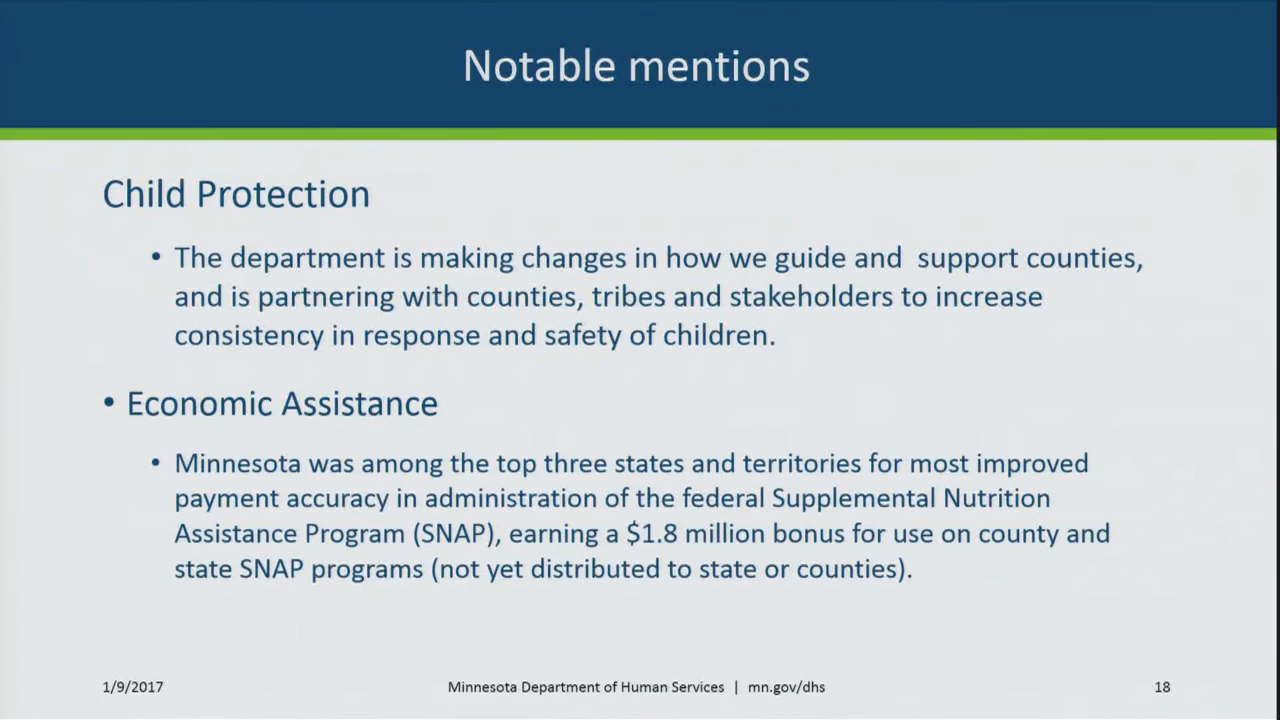 Notable mentions
Child Protection
• The department is making changes in how we guide and  support counties,
and is partnering with counties, tribes and stakeholders to increase
consistency in response and safety of children.
• Economic Assistance
• Minnesota was among the top three states and territories for most improved
payment accuracy in administration of the federal Supplemental Nutrition
Assistance Program (SNAP), earning a $1.8 million bonus for use on county and
state SNAP programs (not yet distributed to state or counties).
1/9/2017
Minnesota Department of Human Services | mn.gov/dhs
18